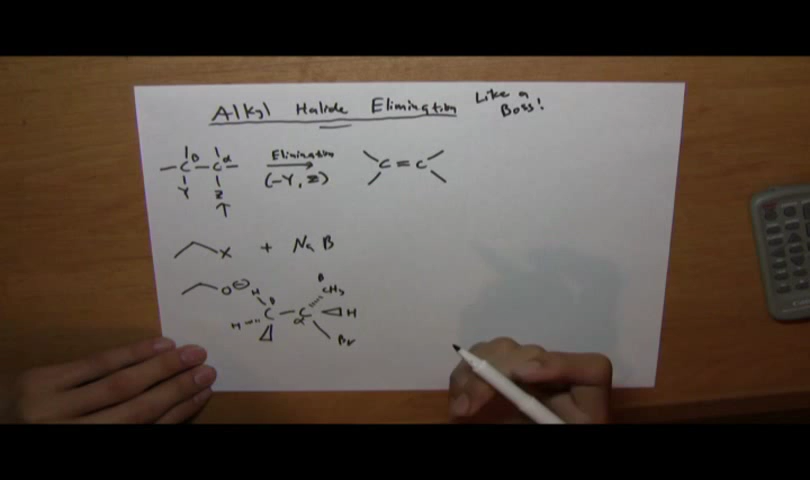 Alkyl Halide Elimination Like a
Boss!
β α
C C Elimination C = C
Y Z (-Y, Z)
X + Na B
O⊖ H β β CH3
H C C H
α Br